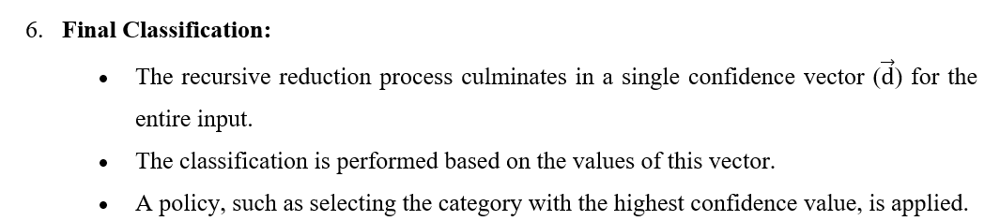 6. Final Classification:
• The recursive reduction process culminates in a single confidence vector (d⃗) for the
entire input.
• The classification is performed based on the values of this vector.
• A policy, such as selecting the category with the highest confidence value, is applied.